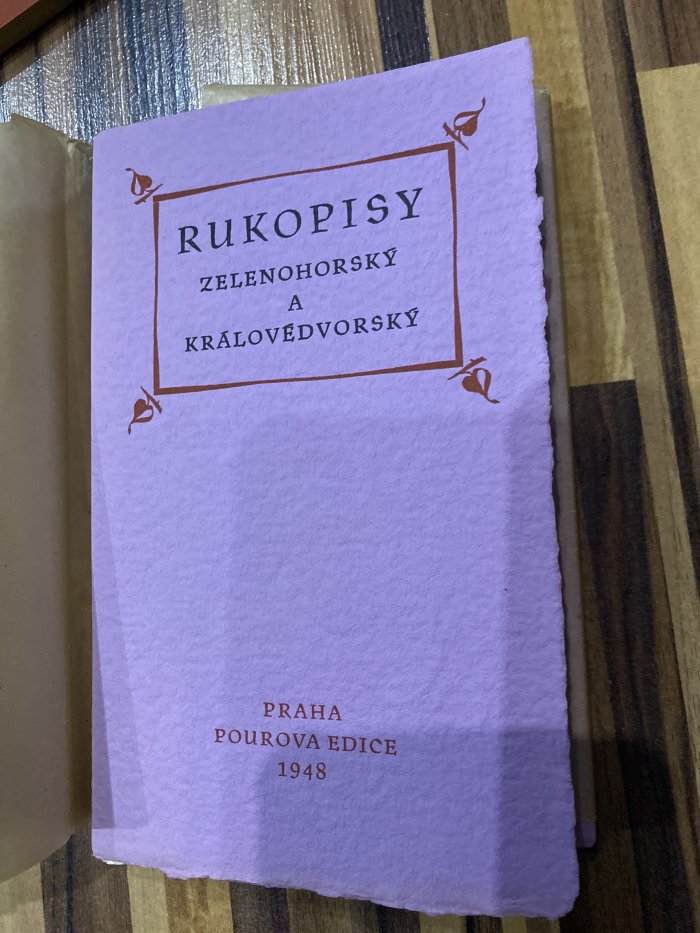 RUKOPISY
ZELENOHORSKÝ
A
KRÁLOVÉDVORSKÝ
PRAHA
POUROVA EDICE
1948